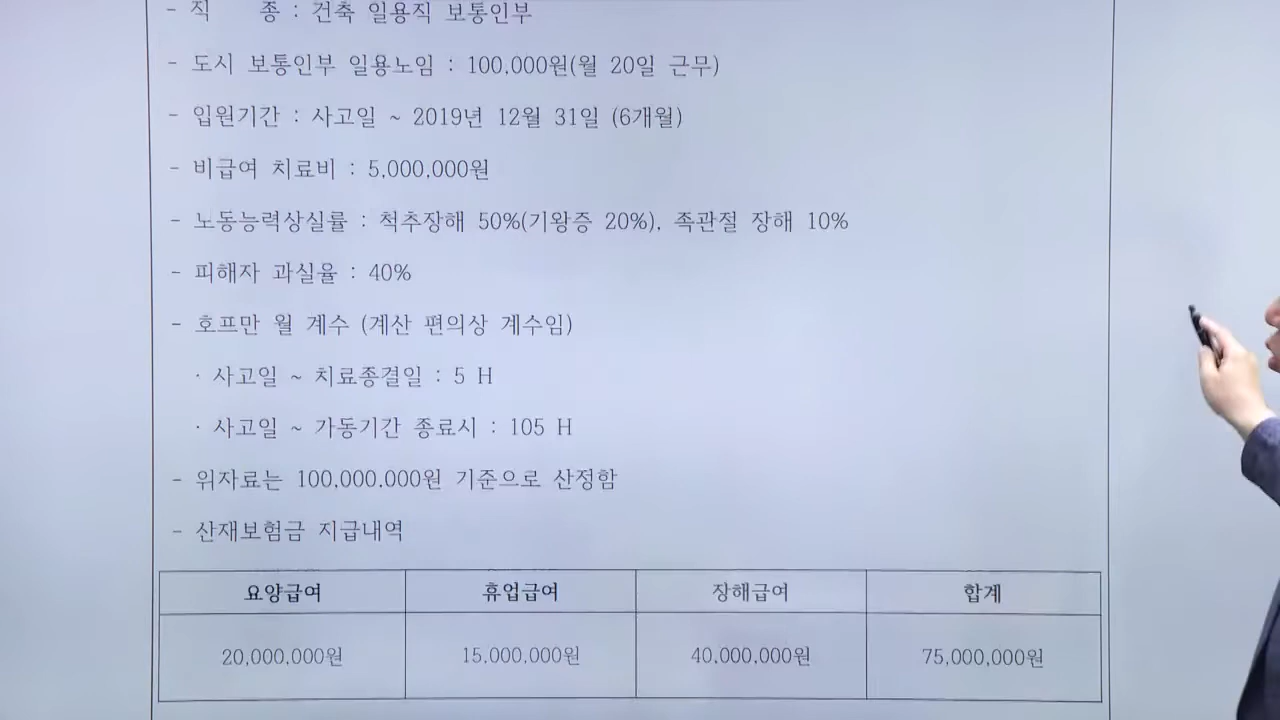 - 직 종 : 건축 일용직 보통인부
- 도시 보통인부 일용노임 : 100,000원(월 20일 근무)
- 입원기간 : 사고일 ~ 2019년 12월 31일 (6개월)
- 비급여 치료비 : 5,000,000원
- 노동능력상실률 : 척추장해 50%(기왕증 20%), 족관절 장해 10%
- 피해자 과실율 : 40%
- 호프만 월 계수 (계산 편의상 계수임)
· 사고일 ~ 치료종결일 : 5 H
· 사고일 ~ 가동기간 종료시 : 105 H
- 위자료는 100,000,000원 기준으로 산정함
- 산재보험금 지급내역
요양급여 휴업급여 장해급여 합계
20,000,000원 15,000,000원 40,000,000원 75,000,000원